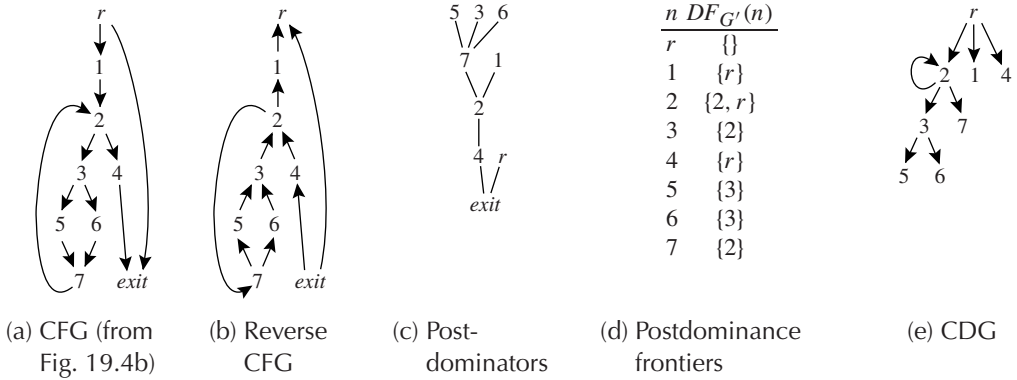 r
1
2
3 4
5 6
7 exit
(a) CFG (from
Fig. 19.4b)
r
1
2
3 4
5 6
7 exit
(b) Reverse
CFG
5 3 6
7 1
2
4 r
exit
(c) Post-
dominators
n DF_G′(n)
r {}
1 {r}
2 {2, r}
3 {2}
4 {r}
5 {3}
6 {3}
7 {2}
(d) Postdominance
frontiers
r
2 1 4
3 7
5 6
(e) CDG